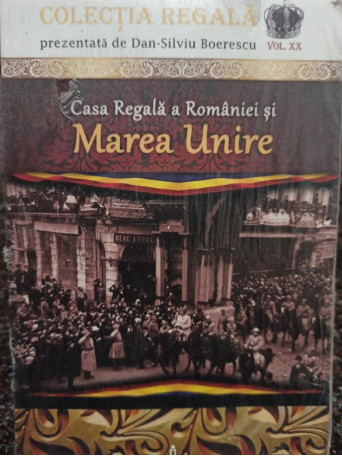 COLECȚIA REGALĂ
prezentată de Dan-Silviu Boerescu
VOL. XX
Casa Regală a României și
Marea Unire